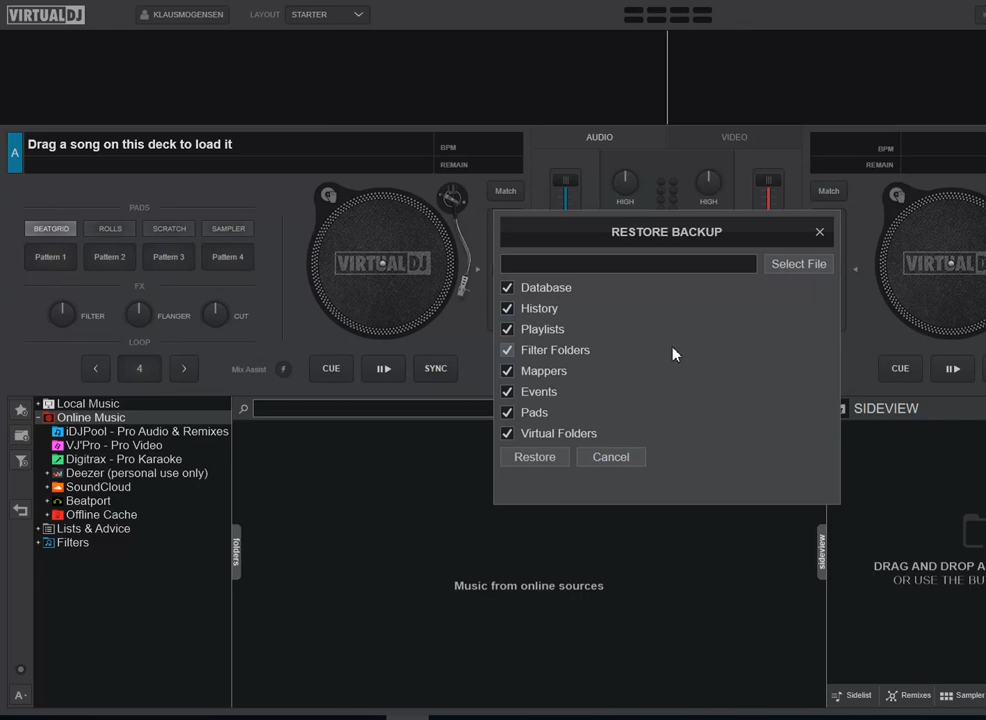 VIRTUALDJ
KLAUSMOGENSEN
LAYOUT
STARTER
A
Drag a song on this deck to load it
BPM
REMAIN
AUDIO
VIDEO
BPM
REMAIN
Match
HIGH
HIGH
Match
PADS
BEATGRID
ROLLS
SCRATCH
SAMPLER
Pattern 1
Pattern 2
Pattern 3
Pattern 4
FX
FILTER
FLANGER
CUT
LOOP
4
Mix Assist
CUE
SYNC
CUE
VIRTUALDJ
VIRTUALD
RESTORE BACKUP
Select File
Database
History
Playlists
Filter Folders
Mappers
Events
Pads
Virtual Folders
Restore
Cancel
Local Music
Online Music
iDJPool - Pro Audio & Remixes
VJ'Pro - Pro Video
Digitrax - Pro Karaoke
Deezer (personal use only)
SoundCloud
Beatport
Offline Cache
Lists & Advice
Filters
folders
Music from online sources
sideview
SIDEVIEW
DRAG AND DROP A
OR USE THE BU
A
Sidelist
Remixes
Sampler